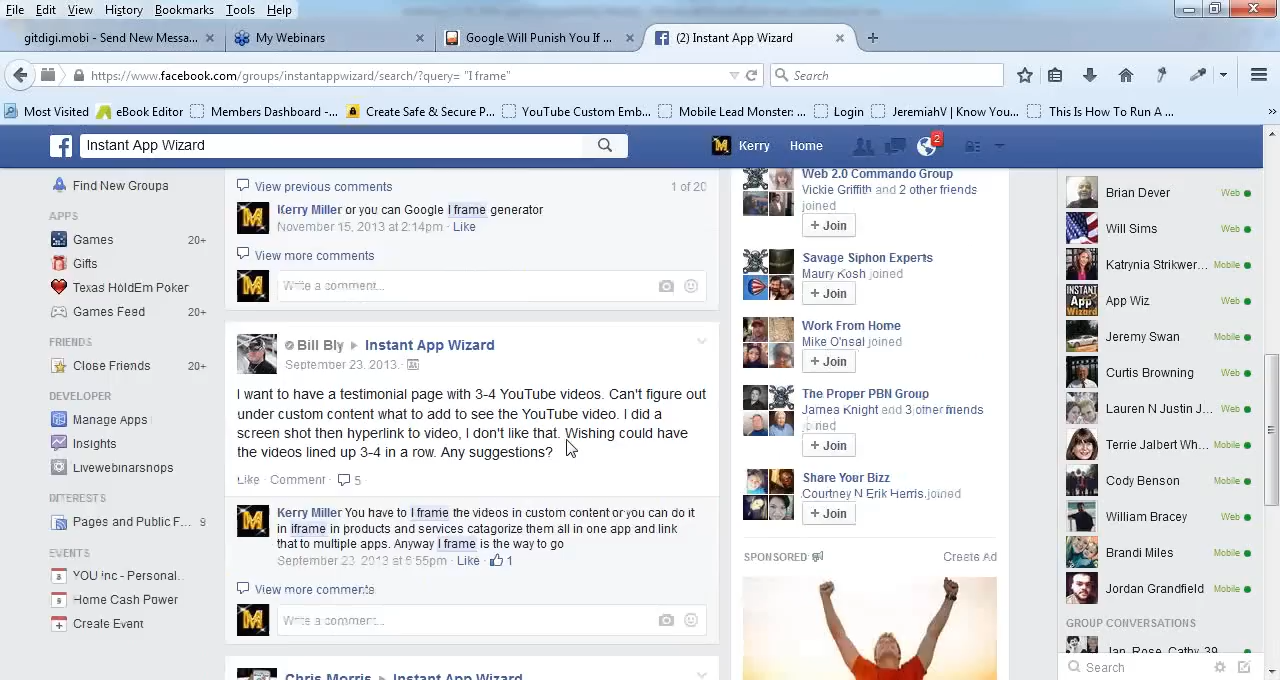 File Edit View History Bookmarks Tools Help
gitdigi.mobi - Send New Messa...
My Webinars
Google Will Punish You If ...
(2) Instant App Wizard
https://www.facebook.com/groups/instantappwizard/search/?query= "I frame"
Search
Most Visited
eBook Editor
Members Dashboard -...
Create Safe & Secure P...
YouTube Custom Emb...
Mobile Lead Monster: ...
Login
JeremiahV | Know You...
This Is How To Run A ...
Instant App Wizard
Kerry
Home
2
Find New Groups
APPS
Games 20+
Gifts
Texas HoldEm Poker
Games Feed 20+
FRIENDS
Close Friends 20+
DEVELOPER
Manage Apps
Insights
Livewebinarsnops
INTERESTS
Pages and Public F... 9
EVENTS
YOU inc - Personal..
Home Cash Power
Create Event
View previous comments 1 of 20
Kerry Miller or you can Google I frame generator
November 15, 2013 at 2:14pm · Like
View more comments
Write a comment...
Bill Bly ▸ Instant App Wizard
September 23, 2013 ·
I want to have a testimonial page with 3-4 YouTube videos. Can't figure out
under custom content what to add to see the YouTube video. I did a
screen shot then hyperlink to video, I don't like that. Wishing could have
the videos lined up 3-4 in a row. Any suggestions?
Like · Comment · 5
Kerry Miller You have to I frame the videos in custom content or you can do it
in iframe in products and services catagorize them all in one app and link
that to multiple apps. Anyway I frame is the way to go
September 23, 2013 at 6:55pm · Like · 1
View more comments
Write a comment...
Chris Morris ▸ Instant App Wizard
Web 2.0 Commando Group
Vickie Griffith and 2 other friends
joined
+ Join
Savage Siphon Experts
Maury Kosh joined
+ Join
Work From Home
Mike O'nsal joined
+ Join
The Proper PBN Group
James Knight and 3 other friends
joined
+ Join
Share Your Bizz
Courtney N Erik Harris joined
+ Join
SPONSORED
Create Ad
Brian Dever Web
Will Sims Web
Katrynia Strikwer... Mobile
INSTANT
App
Wizard
App Wiz Web
Jeremy Swan Mobile
Curtis Browning Mobile
Lauren N Justin J... Web
Terrie Jalbert Wh... Mobile
Cody Benson Mobile
William Bracey Web
Brandi Miles Mobile
Jordan Grandfield Mobile
GROUP CONVERSATIONS
Jan, Rose, Cathy, 39
Search